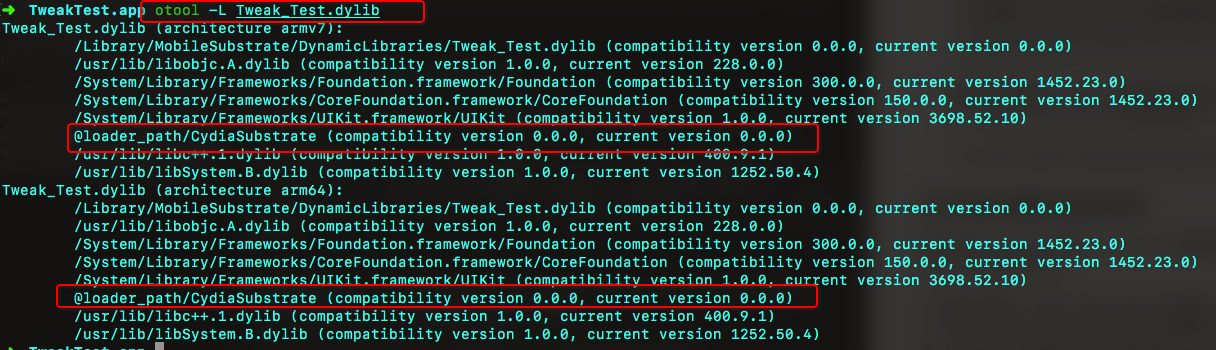 ➜ TweakTest.app otool -L Tweak_Test.dylib
Tweak_Test.dylib (architecture armv7):
/Library/MobileSubstrate/DynamicLibraries/Tweak_Test.dylib (compatibility version 0.0.0, current version 0.0.0)
/usr/lib/libobjc.A.dylib (compatibility version 1.0.0, current version 228.0.0)
/System/Library/Frameworks/Foundation.framework/Foundation (compatibility version 300.0.0, current version 1452.23.0)
/System/Library/Frameworks/CoreFoundation.framework/CoreFoundation (compatibility version 150.0.0, current version 1452.23.0)
/System/Library/Frameworks/UIKit.framework/UIKit (compatibility version 1.0.0, current version 3698.52.10)
@loader_path/CydiaSubstrate (compatibility version 0.0.0, current version 0.0.0)
/usr/lib/libc++.1.dylib (compatibility version 1.0.0, current version 400.9.1)
/usr/lib/libSystem.B.dylib (compatibility version 1.0.0, current version 1252.50.4)
Tweak_Test.dylib (architecture arm64):
/Library/MobileSubstrate/DynamicLibraries/Tweak_Test.dylib (compatibility version 0.0.0, current version 0.0.0)
/usr/lib/libobjc.A.dylib (compatibility version 1.0.0, current version 228.0.0)
/System/Library/Frameworks/Foundation.framework/Foundation (compatibility version 300.0.0, current version 1452.23.0)
/System/Library/Frameworks/CoreFoundation.framework/CoreFoundation (compatibility version 150.0.0, current version 1452.23.0)
/System/Library/Frameworks/UIKit.framework/UIKit (compatibility version 1.0.0, current version 3698.52.10)
@loader_path/CydiaSubstrate (compatibility version 0.0.0, current version 0.0.0)
/usr/lib/libc++.1.dylib (compatibility version 1.0.0, current version 400.9.1)
/usr/lib/libSystem.B.dylib (compatibility version 1.0.0, current version 1252.50.4)
➜ TweakTest.app